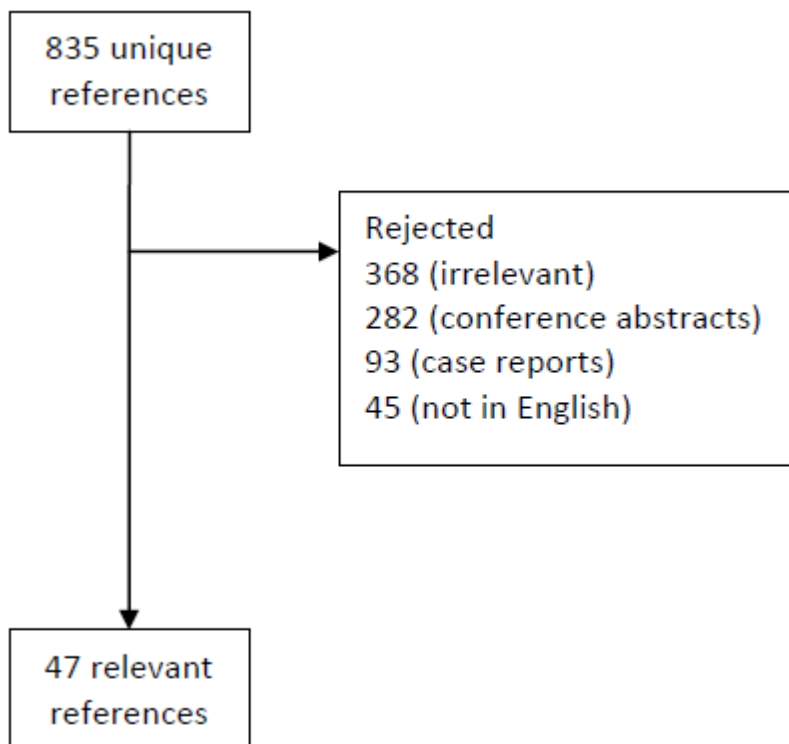 835 unique
references
Rejected
368 (irrelevant)
282 (conference abstracts)
93 (case reports)
45 (not in English)
47 relevant
references